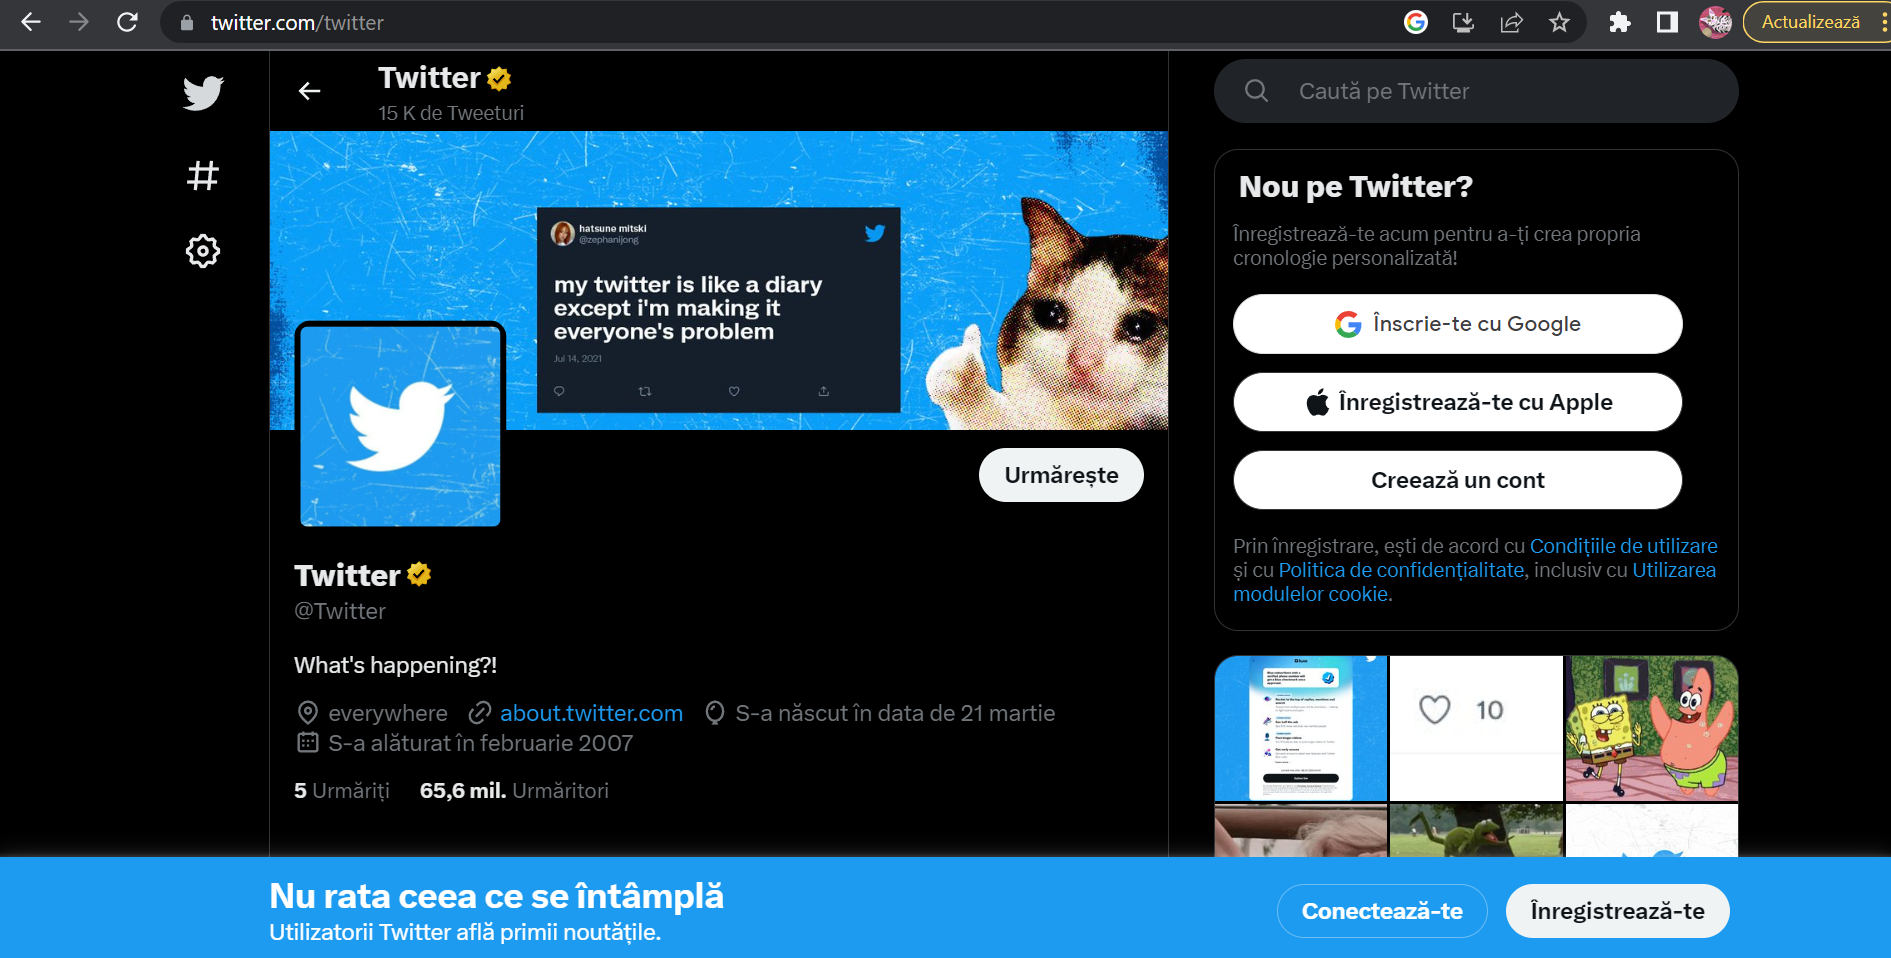 twitter.com/twitter
Actualizează
Twitter
15 K de Tweeturi
Caută pe Twitter
hatsune mitski
@zephanijong
my twitter is like a diary
except i'm making it
everyone's problem
Jul 14, 2021
Urmărește
Twitter
@Twitter
What's happening?!
everywhere about.twitter.com S-a născut în data de 21 martie
S-a alăturat în februarie 2007
5 Urmăriți 65,6 mil. Urmăritori
Nou pe Twitter?
Înregistrează-te acum pentru a-ți crea propria
cronologie personalizată!
Înscrie-te cu Google
Înregistrează-te cu Apple
Creează un cont
Prin înregistrare, ești de acord cu Condițiile de utilizare
și cu Politica de confidențialitate, inclusiv cu Utilizarea
modulelor cookie.
10
Nu rata ceea ce se întâmplă
Utilizatorii Twitter află primii noutățile.
Conectează-te
Înregistrează-te